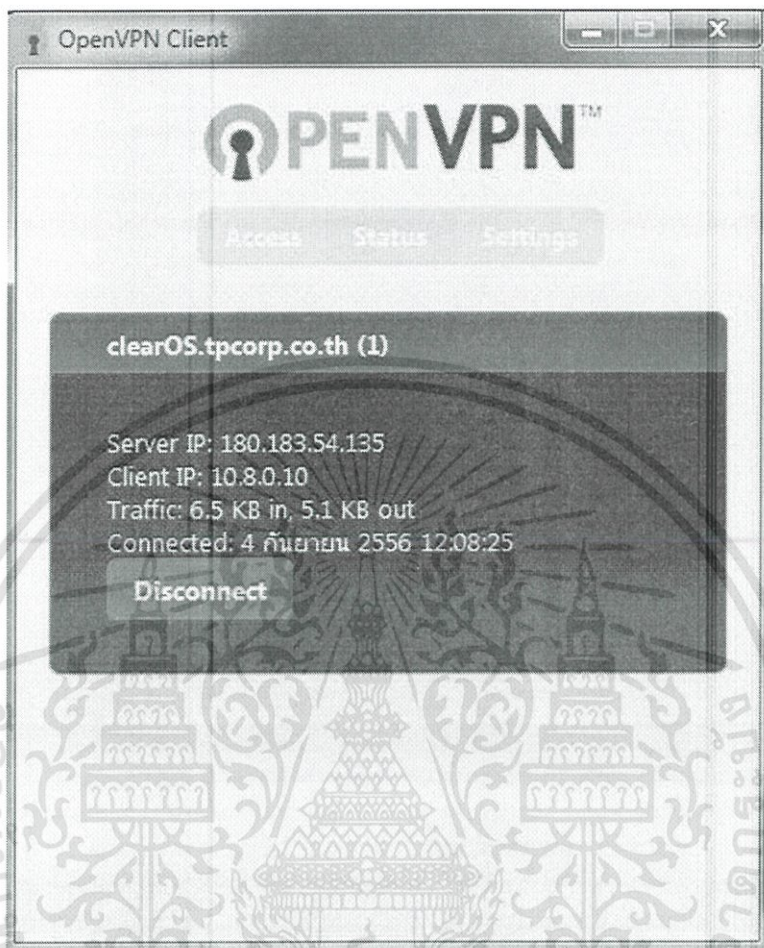 OpenVPN Client
OPENVPN™
Access Status Settings
clearOS.tpcorp.co.th (1)
Server IP: 180.183.54.135
Client IP: 10.8.0.10
Traffic: 6.5 KB in, 5.1 KB out
Connected: 4 กันยายน 2556 12:08:25
Disconnect